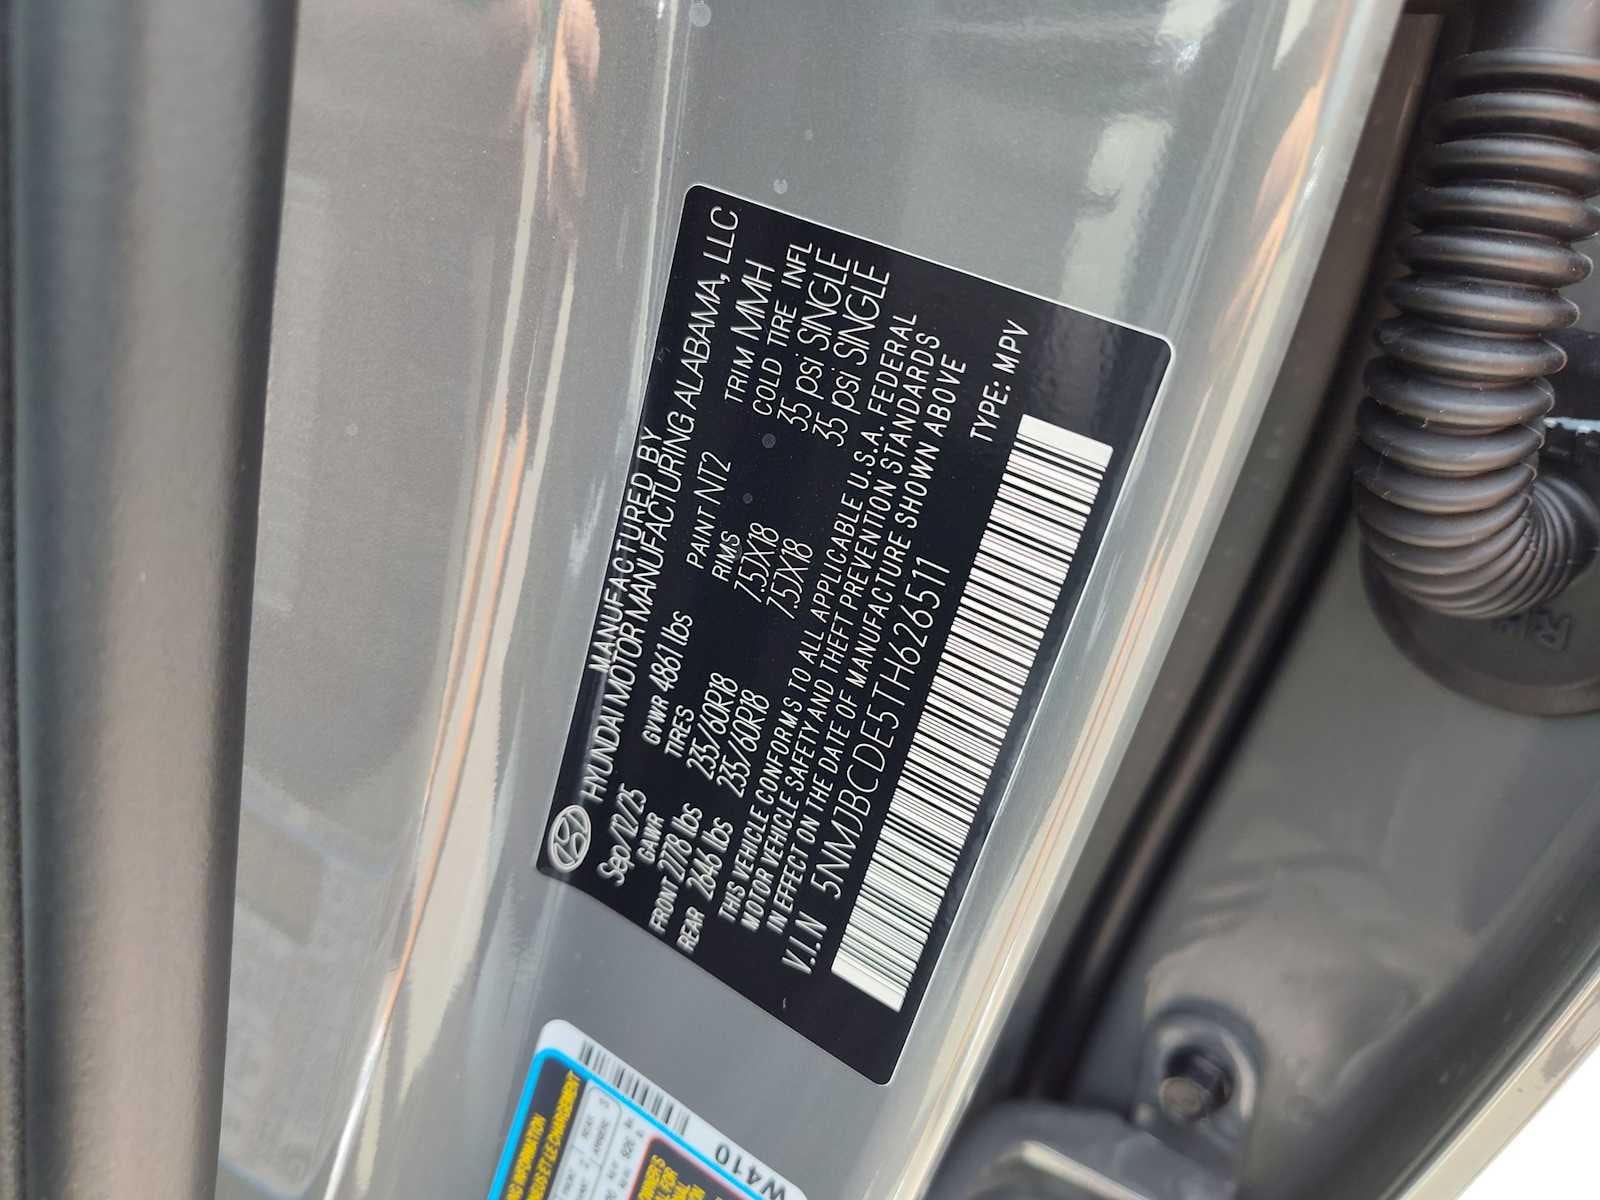 MANUFACTURED BY
HYUNDAI MOTOR MANUFACTURING ALABAMA, LLC
Sep/12/25 GVWR 4861 lbs PAINT NT2 TRIM MMH
GAWR TIRES RIMS COLD TIRE INFL
FRONT 2778 lbs 235/60R18 7.5JX18 35 psi SINGLE
REAR 2646 lbs 235/60R18 7.5JX18 35 psi SINGLE
THIS VEHICLE CONFORMS TO ALL APPLICABLE U.S.A. FEDERAL
MOTOR VEHICLE SAFETY AND THEFT PREVENTION STANDARDS
IN EFFECT ON THE DATE OF MANUFACTURE SHOWN ABOVE
V.I.N 5NMJBCDE5TH626511 TYPE: MPV
W410